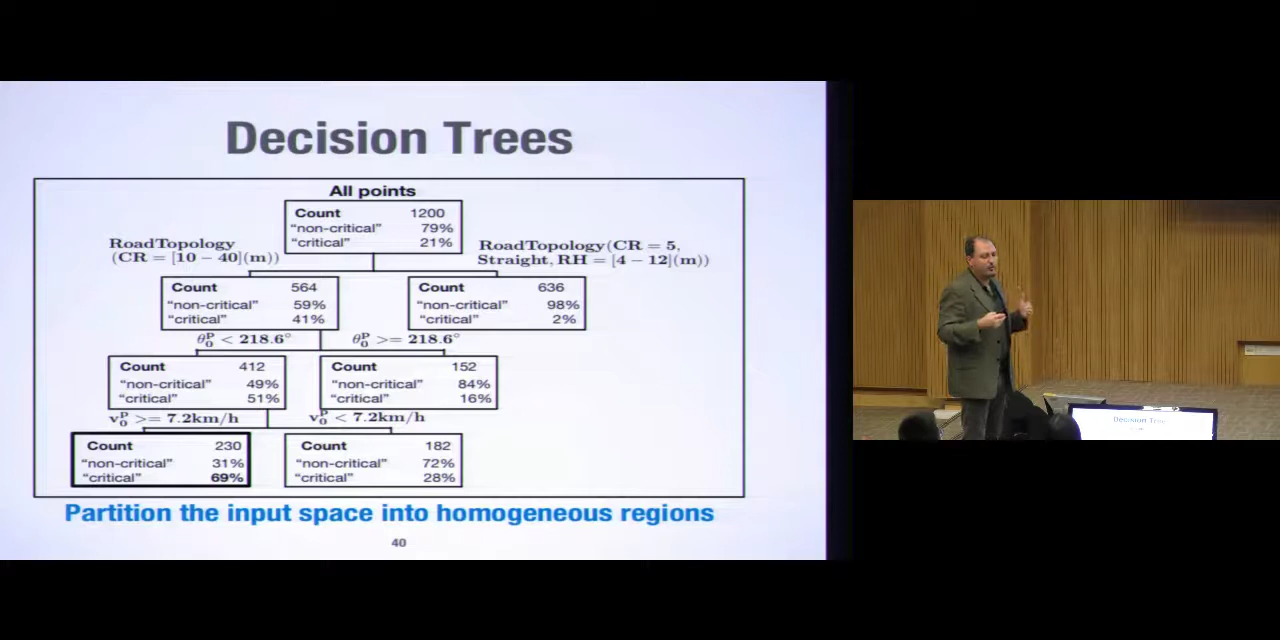 Decision Trees
All points
Count 1200
"non-critical" 79%
"critical" 21%
RoadTopology
(CR = [10 − 40](m))
RoadTopology(CR = 5,
Straight, RH = [4 − 12](m))
Count 564
"non-critical" 59%
"critical" 41%
Count 636
"non-critical" 98%
"critical" 2%
θ₀ᵖ < 218.6°
θ₀ᵖ >= 218.6°
Count 412
"non-critical" 49%
"critical" 51%
Count 152
"non-critical" 84%
"critical" 16%
v₀ᵖ >= 7.2km/h
v₀ᵖ < 7.2km/h
Count 230
"non-critical" 31%
"critical" 69%
Count 182
"non-critical" 72%
"critical" 28%
Partition the input space into homogeneous regions
40
Decision Tree